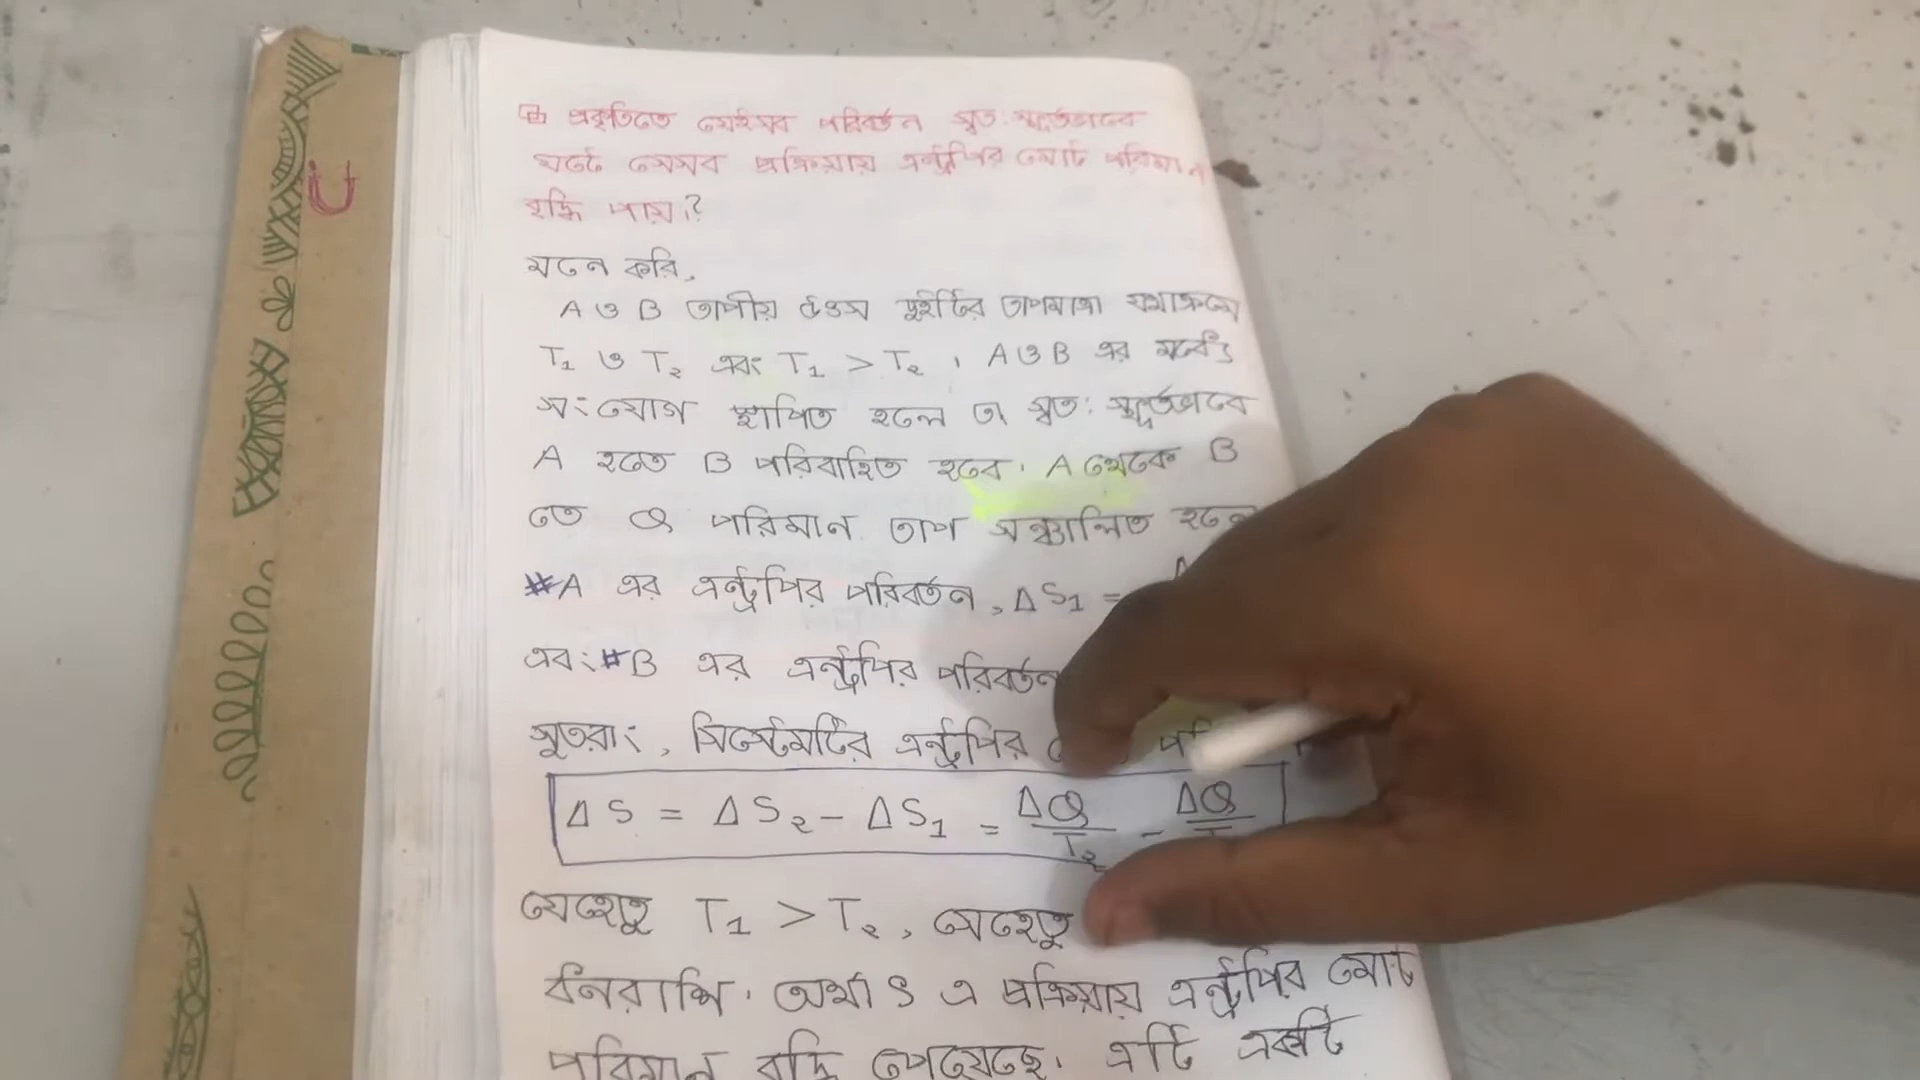 প্রকৃতিতে যেইসব পরিবর্তন স্বত:স্ফূর্তভাবে
ঘটে সেসব প্রক্রিয়ায় এন্ট্রপির মোট পরিমান
বৃদ্ধি পায়।?
মনে করি,
A ও B তাপীয় উৎস দুইটির তাপমাত্রা যথাক্রমে
T₁ ও T₂ এবং T₁ > T₂ । A ও B এর মধ্যে
সংযোগ স্থাপিত হলে তা স্বত:স্ফূর্তভাবে
A হতে B পরিবাহিত হবে। A থেকে B
তে Q পরিমান তাপ সঞ্চালিত হলে
#A এর এন্ট্রপির পরিবর্তন, ΔS₁ =
এবং #B এর এন্ট্রপির পরিবর্তন
সুতরাং, সিস্টেমটির এন্ট্রপির
ΔS = ΔS₂ - ΔS₁ = ΔQ/T₂ - ΔQ/T
যেহেতু T₁ > T₂, সেহেতু
ধনরাশি। অর্থাৎ এ প্রক্রিয়ায় এন্ট্রপির মোট
পরিমান বৃদ্ধি পেয়েছে। এটি একটি